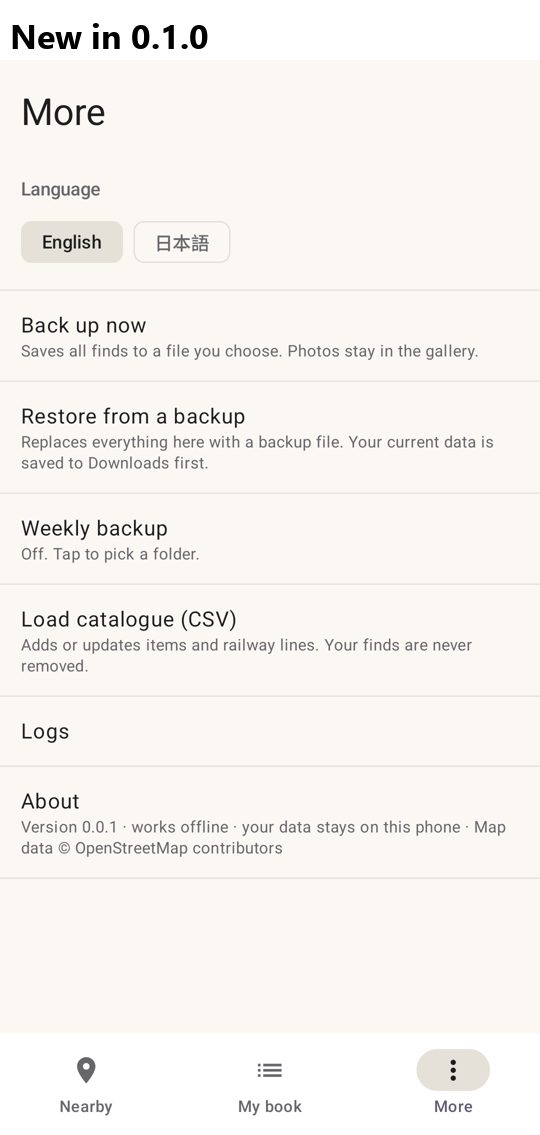 New in 0.1.0
More
Language
English
日本語
Back up now
Saves all finds to a file you choose. Photos stay in the gallery.
Restore from a backup
Replaces everything here with a backup file. Your current data is
saved to Downloads first.
Weekly backup
Off. Tap to pick a folder.
Load catalogue (CSV)
Adds or updates items and railway lines. Your finds are never
removed.
Logs
About
Version 0.0.1 · works offline · your data stays on this phone · Map
data © OpenStreetMap contributors
Nearby
My book
More